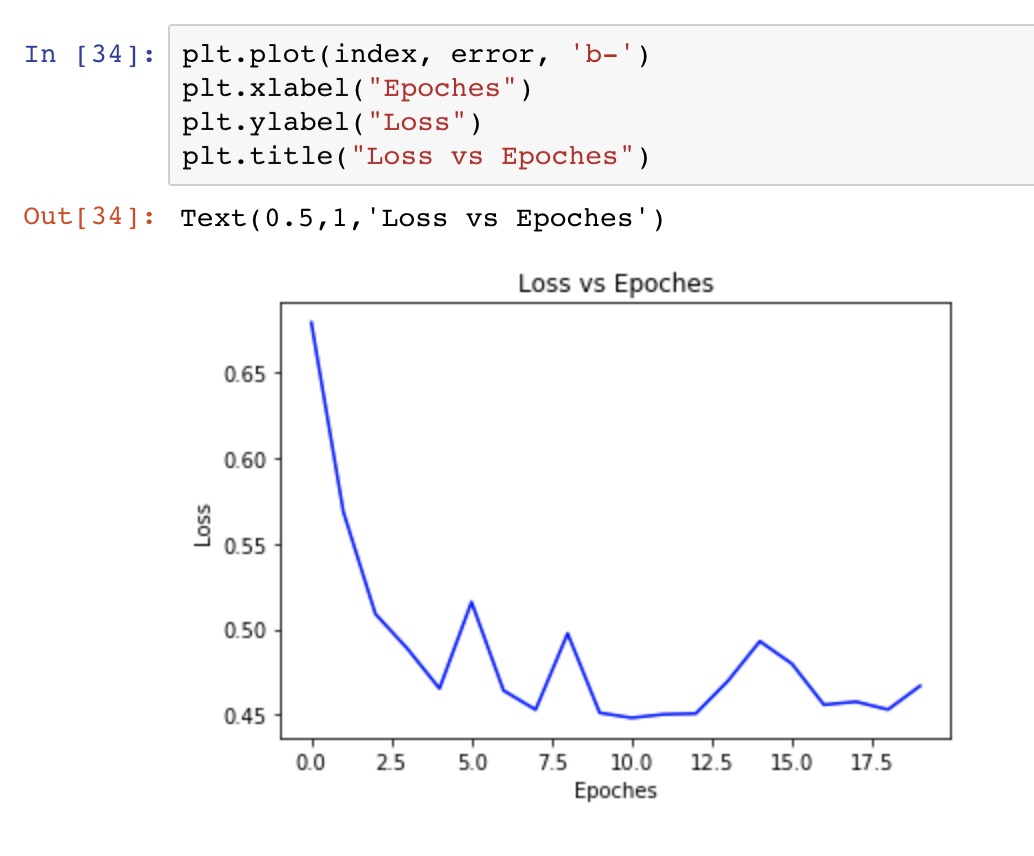 In [34]:
plt.plot(index, error, 'b-')
plt.xlabel("Epoches")
plt.ylabel("Loss")
plt.title("Loss vs Epoches")
Out[34]: Text(0.5,1,'Loss vs Epoches')
Loss vs Epoches
Loss
0.65
0.60
0.55
0.50
0.45
0.0 2.5 5.0 7.5 10.0 12.5 15.0 17.5
Epoches